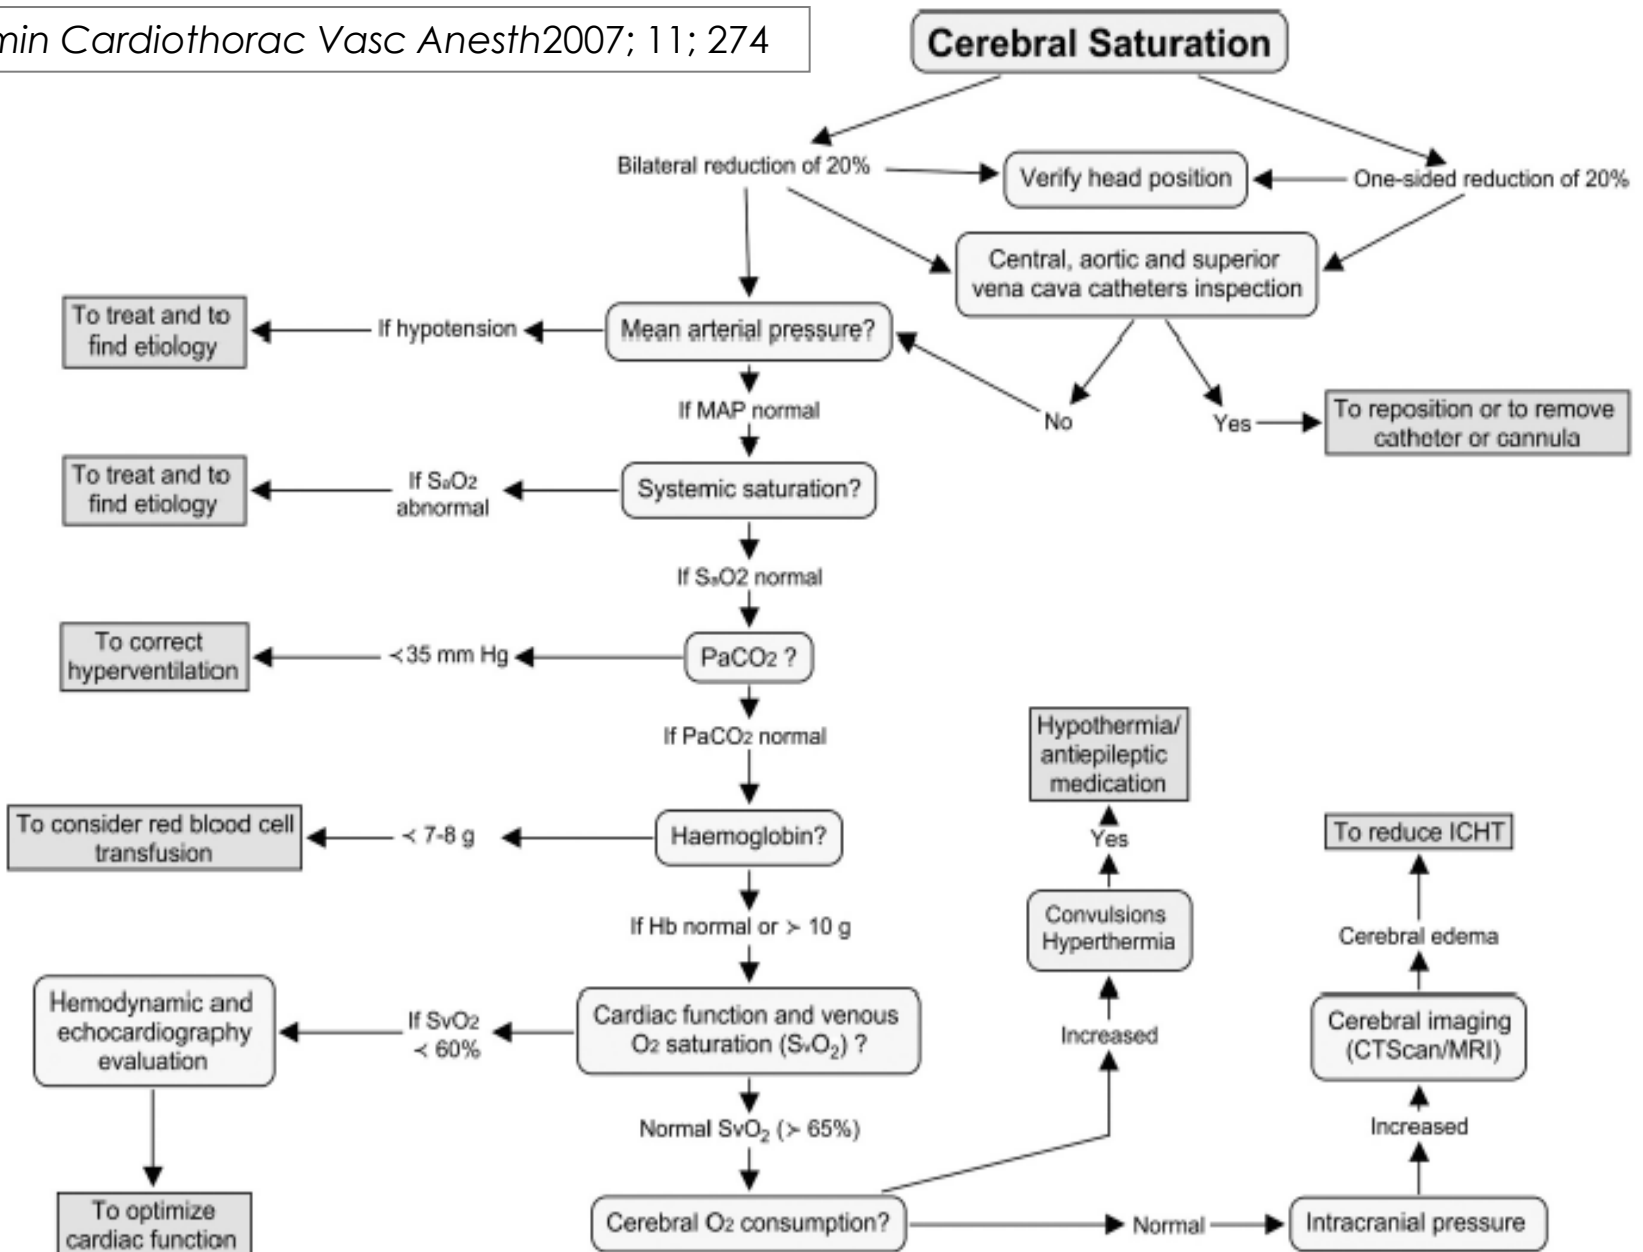 min Cardiothorac Vasc Anesth2007; 11; 274
Cerebral Saturation
Bilateral reduction of 20%
Verify head position
One-sided reduction of 20%
Central, aortic and superior
vena cava catheters inspection
To treat and to
find etiology
If hypotension
Mean arterial pressure?
If MAP normal
No
Yes
To reposition or to remove
catheter or cannula
To treat and to
find etiology
If SaO2
abnormal
Systemic saturation?
If SaO2 normal
To correct
hyperventilation
<35 mm Hg
PaCO2 ?
If PaCO2 normal
Hypothermia/
antiepileptic
medication
Yes
To consider red blood cell
transfusion
< 7-8 g
Haemoglobin?
To reduce ICHT
If Hb normal or > 10 g
Convulsions
Hyperthermia
Cerebral edema
Hemodynamic and
echocardiography
evaluation
If SvO2
< 60%
Cardiac function and venous
O2 saturation (SvO2) ?
Increased
Cerebral imaging
(CTScan/MRI)
Normal SvO2 (> 65%)
Increased
To optimize
cardiac function
Cerebral O2 consumption?
Normal
Intracranial pressure